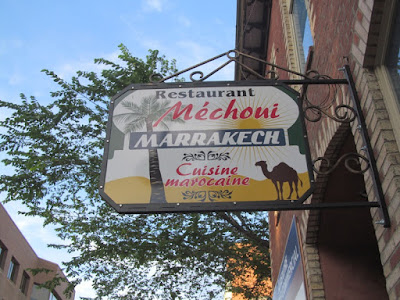 Restaurant
Méchoui
MARRAKECH
Cuisine
marocaine